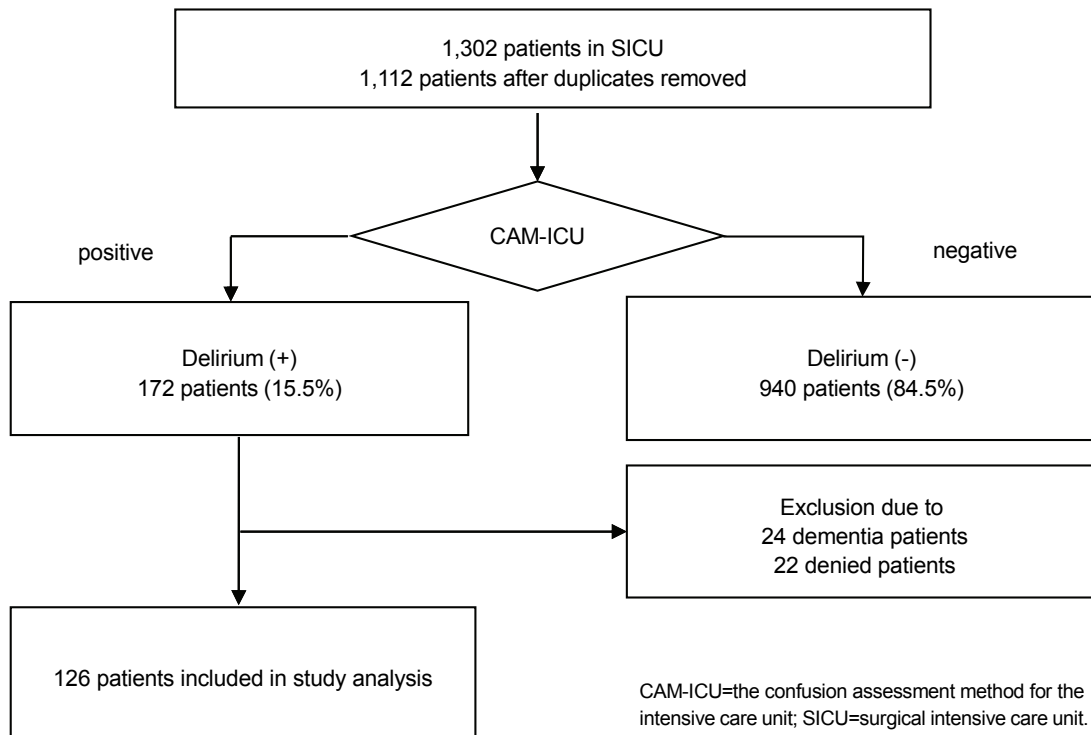 1,302 patients in SICU
1,112 patients after duplicates removed
CAM-ICU
positive
negative
Delirium (+)
172 patients (15.5%)
Delirium (-)
940 patients (84.5%)
Exclusion due to
24 dementia patients
22 denied patients
126 patients included in study analysis
CAM-ICU=the confusion assessment method for the
intensive care unit; SICU=surgical intensive care unit.